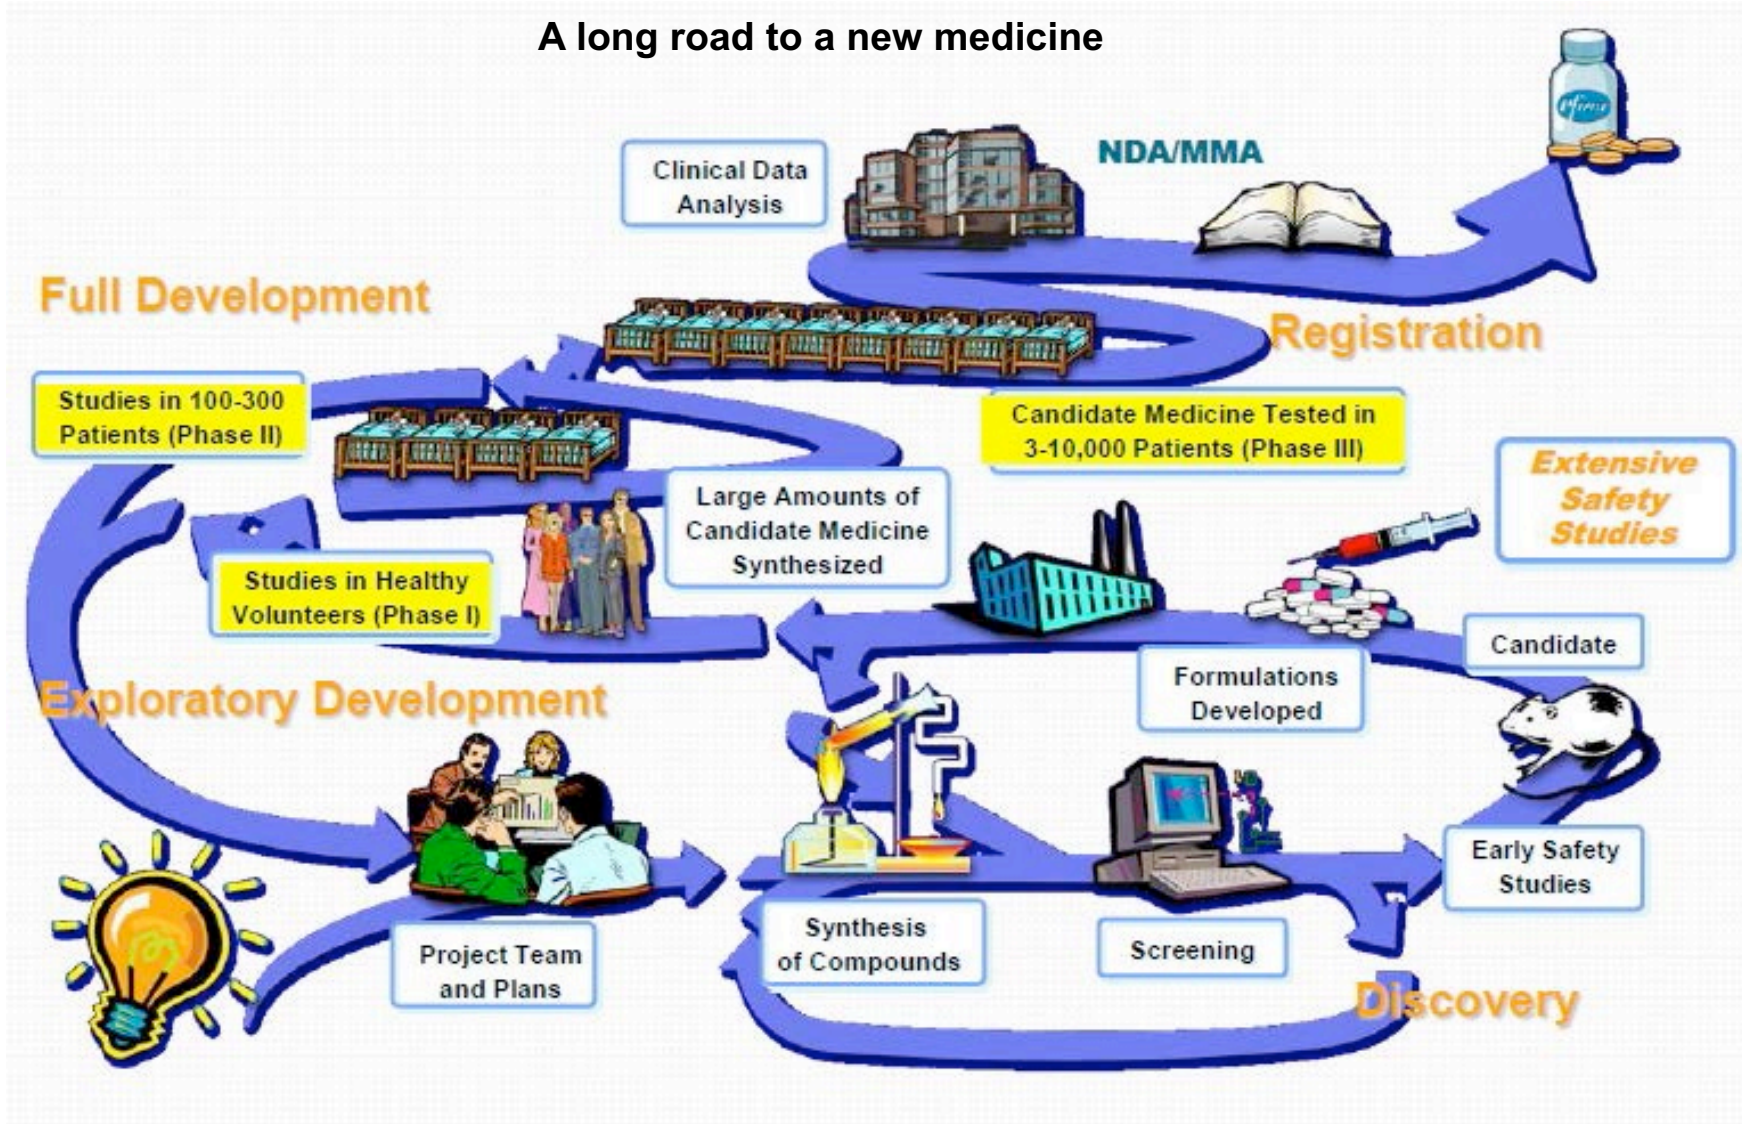 A long road to a new medicine
Clinical Data
Analysis
NDA/MMA
Pfizer
Full Development
Registration
Studies in 100-300
Patients (Phase II)
Candidate Medicine Tested in
3-10,000 Patients (Phase III)
Extensive
Safety
Studies
Large Amounts of
Candidate Medicine
Synthesized
Studies in Healthy
Volunteers (Phase I)
Candidate
Formulations
Developed
Exploratory Development
Early Safety
Studies
Project Team
and Plans
Synthesis
of Compounds
Screening
Discovery